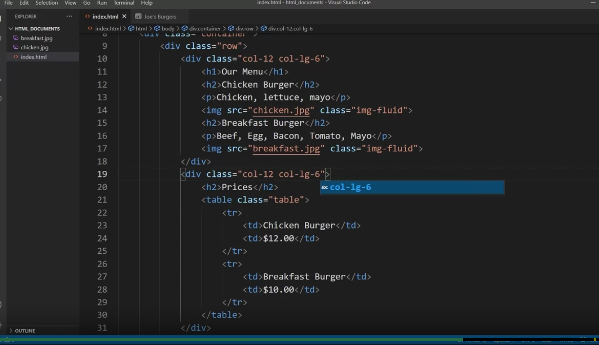 File Edit Selection View Go Run Terminal Help
index.html - html_documents - Visual Studio Code
EXPLORER
HTML_DOCUMENTS
breakfast.jpg
chicken.jpg
index.html
index.html Joe's Burgers
index.html > html > body > div.container > div.row > div.col-12.col-lg-6
8 <div class="container">
9 <div class="row">
10 <div class="col-12 col-lg-6">
11 <h1>Our Menu</h1>
12 <h2>Chicken Burger</h2>
13 <p>Chicken, lettuce, mayo</p>
14 <img src="chicken.jpg" class="img-fluid">
15 <h2>Breakfast Burger</h2>
16 <p>Beef, Egg, Bacon, Tomato, Mayo</p>
17 <img src="breakfast.jpg" class="img-fluid">
18 </div>
19 <div class="col-12 col-lg-6">
20 <h2>Prices</h2>
col-lg-6
21 <table class="table">
22 <tr>
23 <td>Chicken Burger</td>
24 <td>$12.00</td>
25 </tr>
26 <tr>
27 <td>Breakfast Burger</td>
28 <td>$10.00</td>
29 </tr>
30 </table>
31 </div>
OUTLINE